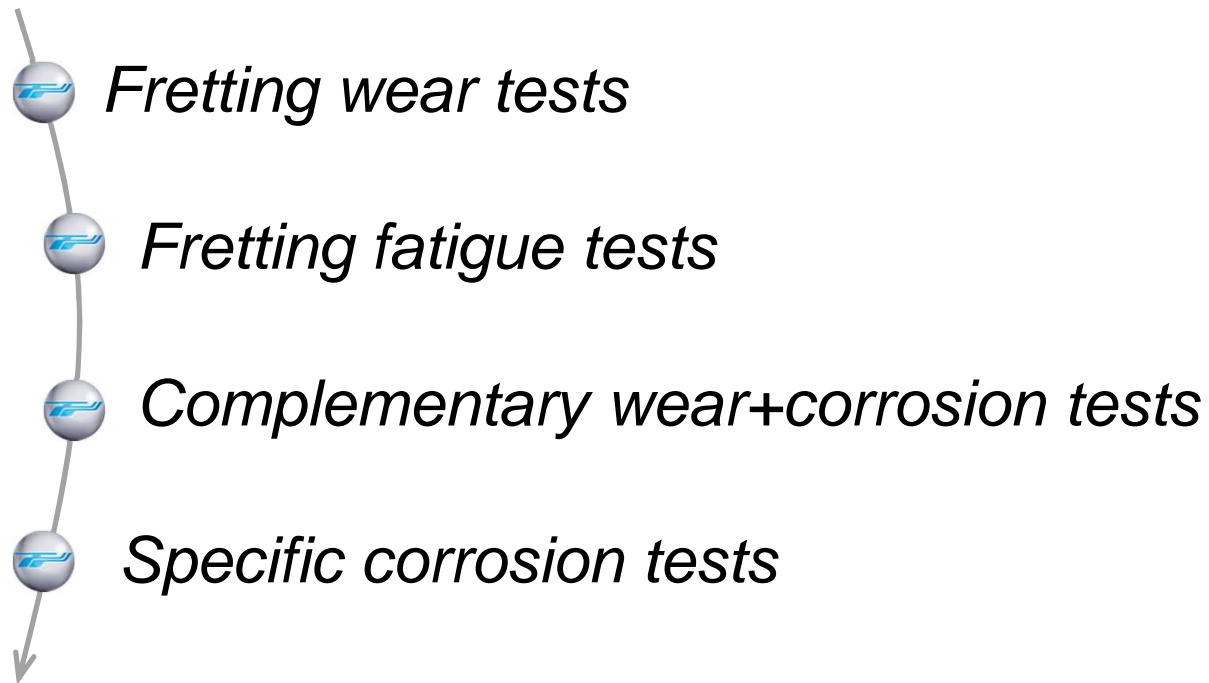 Fretting wear tests
Fretting fatigue tests
Complementary wear+corrosion tests
Specific corrosion tests